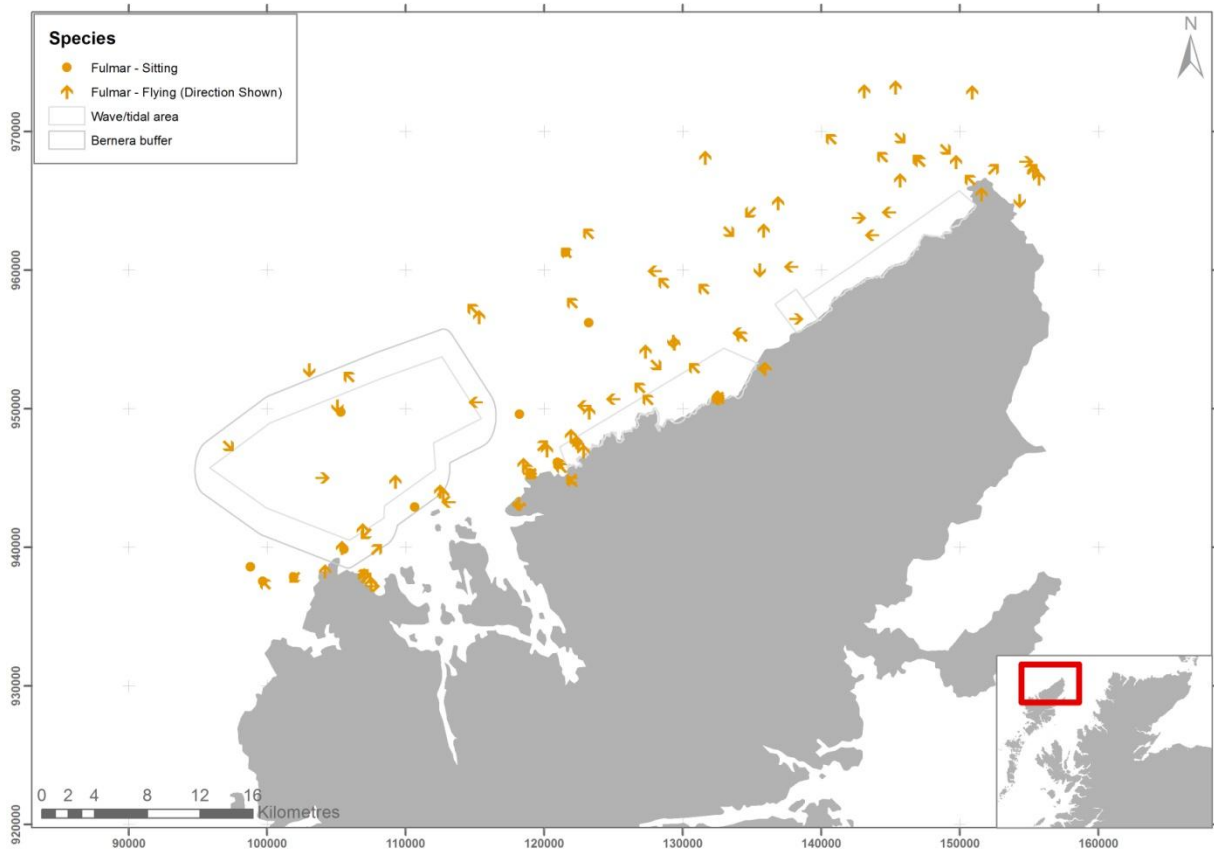 Species
Fulmar - Sitting
Fulmar - Flying (Direction Shown)
Wave/tidal area
Bernera buffer
N
970000
960000
950000
940000
930000
920000
0 2 4 8 12 16
Kilometres
90000 100000 110000 120000 130000 140000 150000 160000